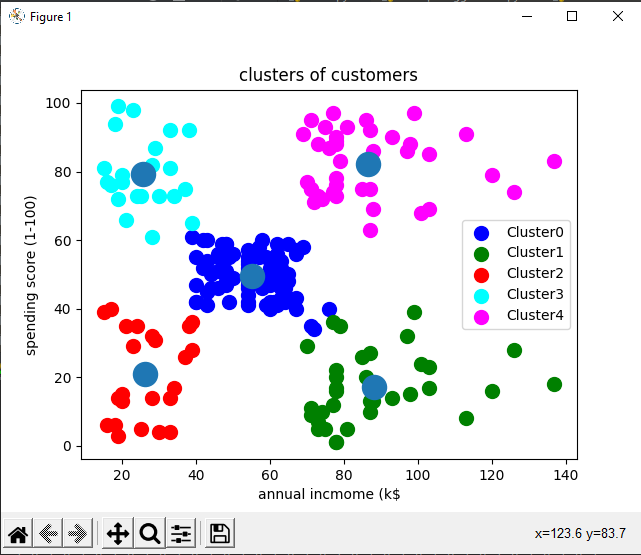 Figure 1
clusters of customers
100
80
60
40
20
0
spending score (1-100)
Cluster0
Cluster1
Cluster2
Cluster3
Cluster4
20 40 60 80 100 120 140
annual incmome (k$
x=123.6 y=83.7